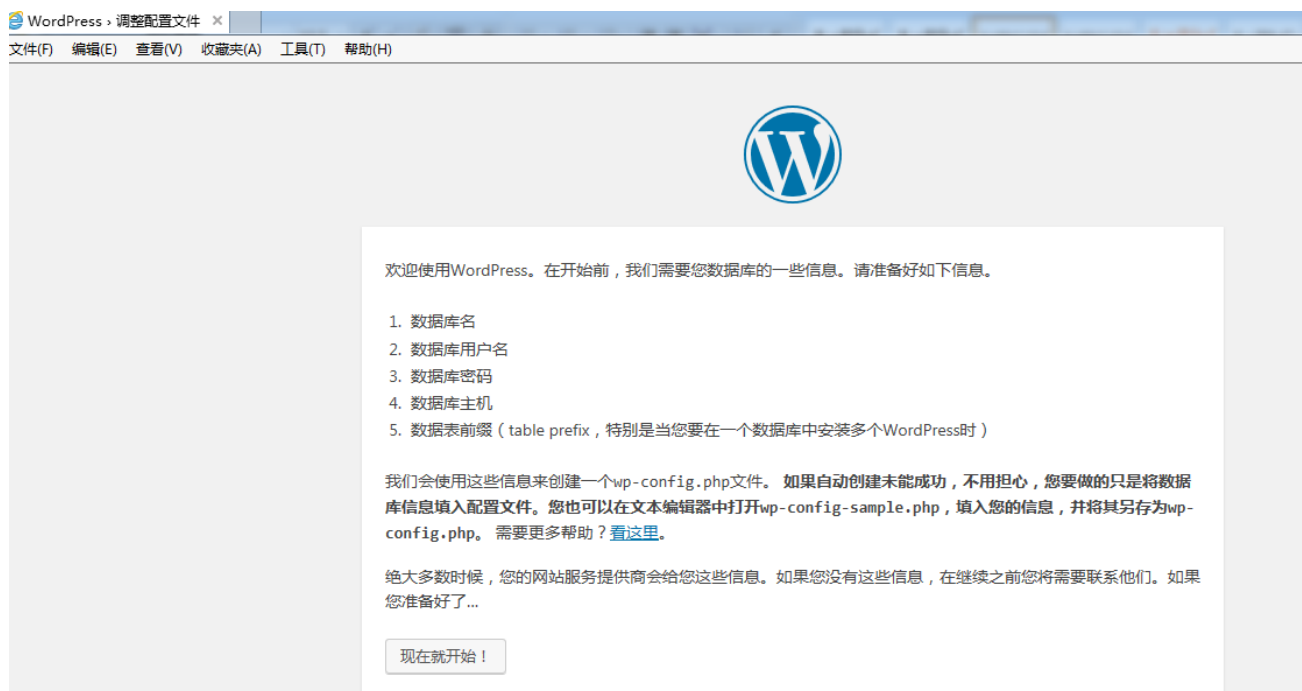 WordPress › 调整配置文件 ×
文件(F) 编辑(E) 查看(V) 收藏夹(A) 工具(T) 帮助(H)
欢迎使用WordPress。在开始前，我们需要您数据库的一些信息。请准备好如下信息。
1. 数据库名
2. 数据库用户名
3. 数据库密码
4. 数据库主机
5. 数据表前缀（table prefix，特别是当您要在一个数据库中安装多个WordPress时）
我们会使用这些信息来创建一个wp-config.php文件。 如果自动创建未能成功，不用担心，您要做的只是将数据
库信息填入配置文件。您也可以在文本编辑器中打开wp-config-sample.php，填入您的信息，并将其另存为wp-
config.php。 需要更多帮助？看这里。
绝大多数时候，您的网站服务提供商会给您这些信息。如果您没有这些信息，在继续之前您将需要联系他们。如果
您准备好了...
现在就开始！